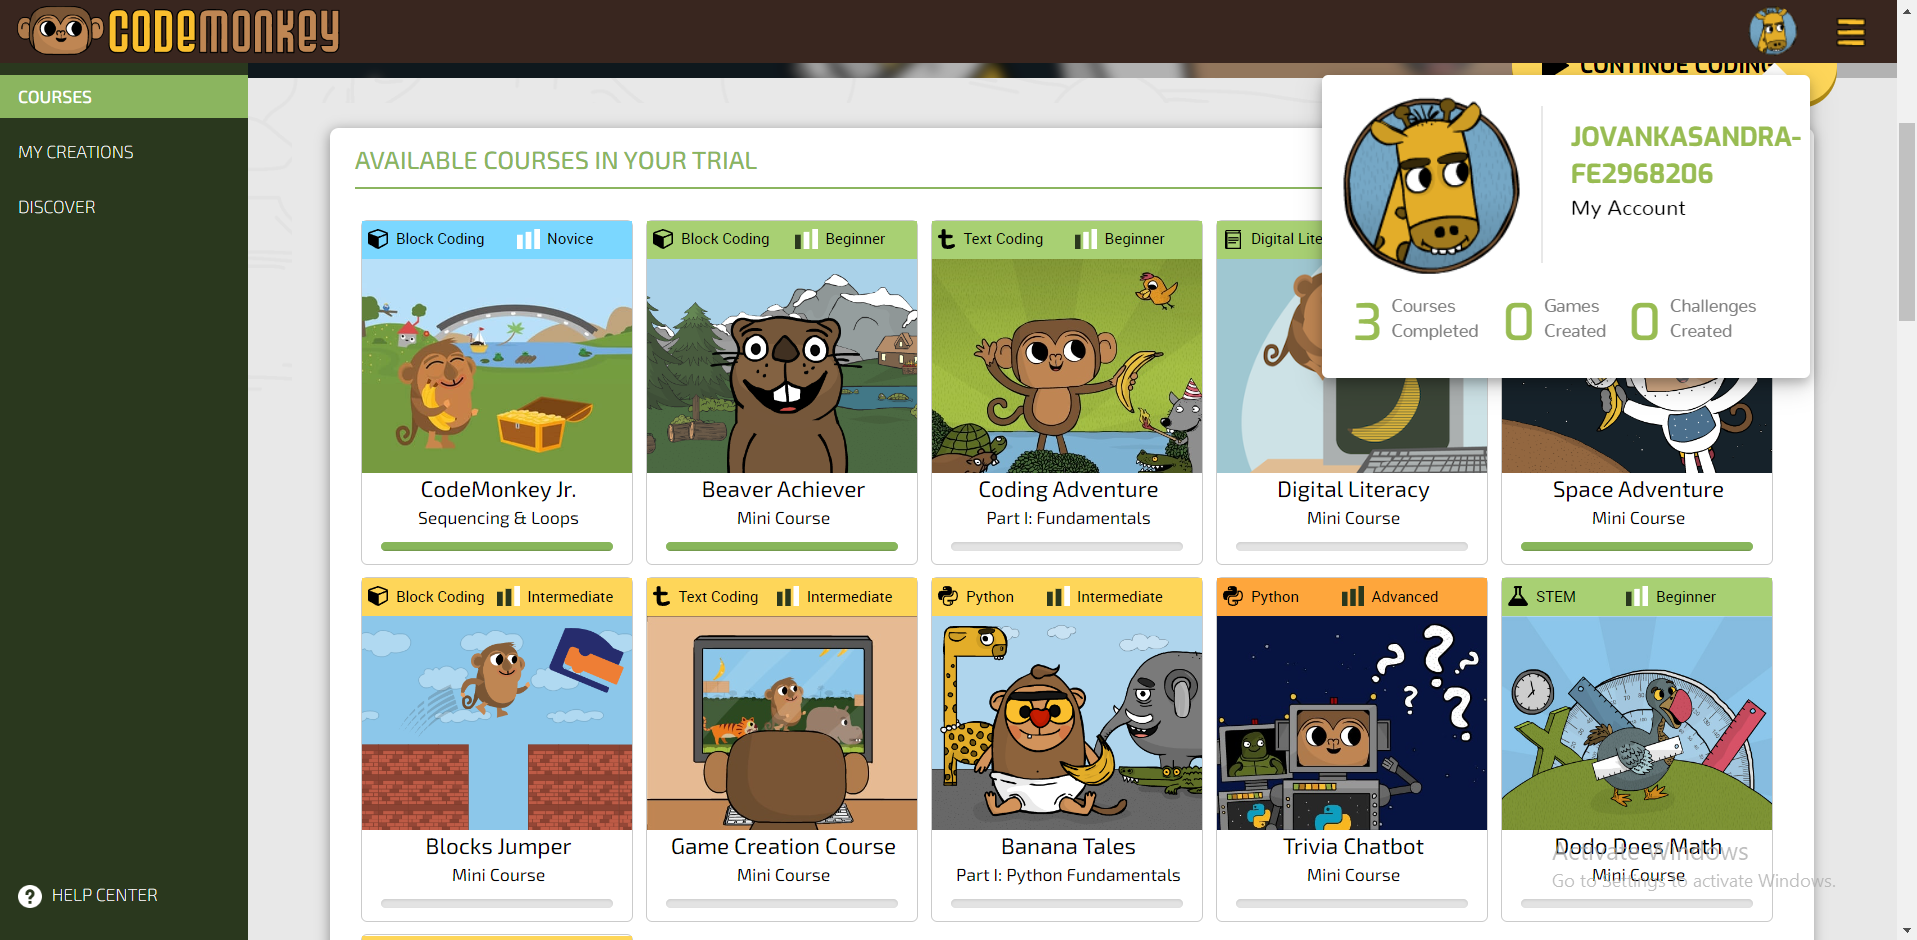 CODEMONKEY
CONTINUE CODING
COURSES
MY CREATIONS
DISCOVER
HELP CENTER
JOVANKASANDRA-
FE2968206
My Account
3 Courses Completed
0 Games Created
0 Challenges Created
AVAILABLE COURSES IN YOUR TRIAL
Block Coding Novice
CodeMonkey Jr.
Sequencing & Loops
Block Coding Beginner
Beaver Achiever
Mini Course
Text Coding Beginner
Coding Adventure
Part I: Fundamentals
Digital Lite
Digital Literacy
Mini Course
Space Adventure
Mini Course
Block Coding Intermediate
Blocks Jumper
Mini Course
Text Coding Intermediate
Game Creation Course
Mini Course
Python Intermediate
Banana Tales
Part I: Python Fundamentals
Python Advanced
Trivia Chatbot
Mini Course
STEM Beginner
Dodo Does Math
Mini Course
Activate Windows
Go to Settings to activate Windows.